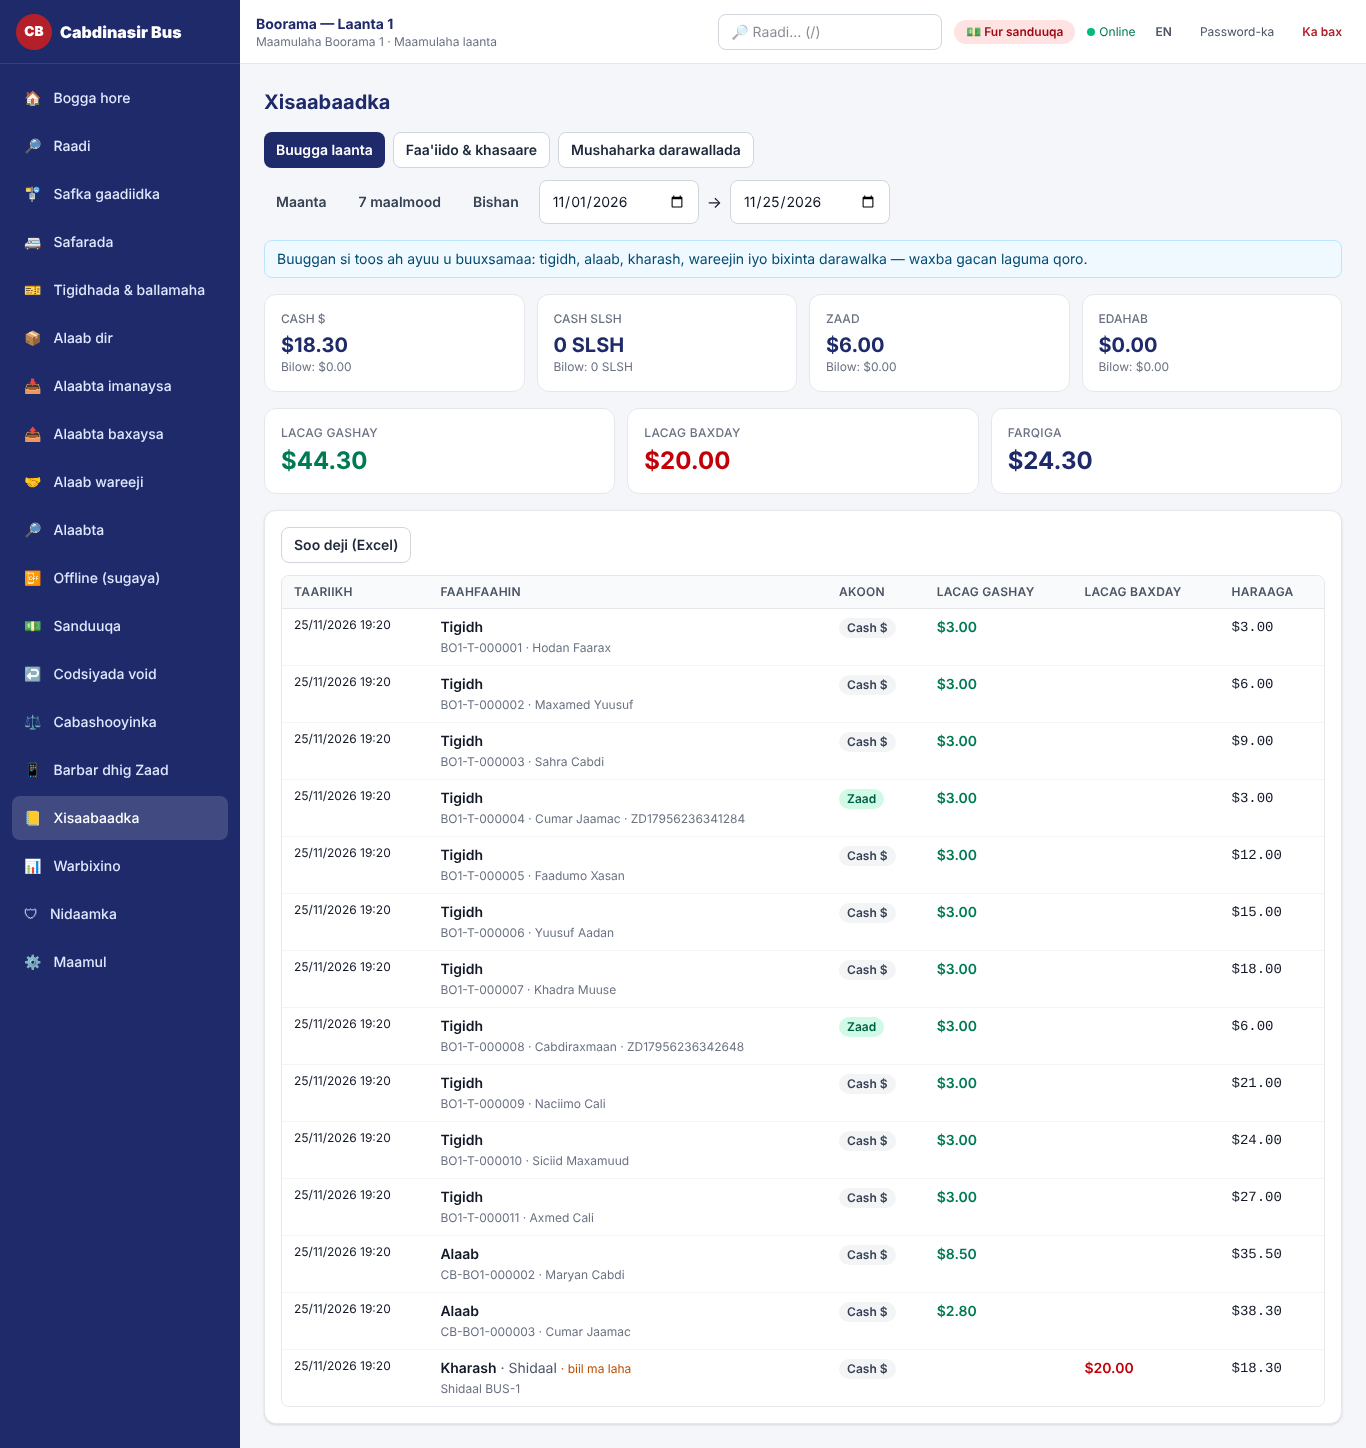 CB Cabdinasir Bus
Boorama — Laanta 1
Maamulaha Boorama 1 · Maamulaha laanta
Raadi... (/)
Fur sanduuqa
Online
EN
Password-ka
Ka bax
Bogga hore
Raadi
Safka gaadiidka
Safarada
Tigidhada & ballamaha
Alaab dir
Alaabta imanaysa
Alaabta baxaysa
Alaab wareeji
Alaabta
Offline (sugaya)
Sanduuqa
Codsiyada void
Cabashooyinka
Barbar dhig Zaad
Xisaabaadka
Warbixino
Nidaamka
Maamul
Xisaabaadka
Buugga laanta
Faa'iido & khasaare
Mushaharka darawallada
Maanta 7 maalmood Bishan 11/01/2026 → 11/25/2026
Buuggan si toos ah ayuu u buuxsamaa: tigidh, alaab, kharash, wareejin iyo bixinta darawalka — waxba gacan laguma qoro.
CASH $
$18.30
Bilow: $0.00
CASH SLSH
0 SLSH
Bilow: 0 SLSH
ZAAD
$6.00
Bilow: $0.00
EDAHAB
$0.00
Bilow: $0.00
LACAG GASHAY
$44.30
LACAG BAXDAY
$20.00
FARQIGA
$24.30
Soo deji (Excel)
TAARIIKH FAAHFAAHIN AKOON LACAG GASHAY LACAG BAXDAY HARAAGA
25/11/2026 19:20 Tigidh Cash $ $3.00 $3.00
BO1-T-000001 · Hodan Faarax
25/11/2026 19:20 Tigidh Cash $ $3.00 $6.00
BO1-T-000002 · Maxamed Yuusuf
25/11/2026 19:20 Tigidh Cash $ $3.00 $9.00
BO1-T-000003 · Sahra Cabdi
25/11/2026 19:20 Tigidh Zaad $3.00 $3.00
BO1-T-000004 · Cumar Jaamac · ZD17956236341284
25/11/2026 19:20 Tigidh Cash $ $3.00 $12.00
BO1-T-000005 · Faadumo Xasan
25/11/2026 19:20 Tigidh Cash $ $3.00 $15.00
BO1-T-000006 · Yuusuf Aadan
25/11/2026 19:20 Tigidh Cash $ $3.00 $18.00
BO1-T-000007 · Khadra Muuse
25/11/2026 19:20 Tigidh Zaad $3.00 $6.00
BO1-T-000008 · Cabdiraxmaan · ZD17956236342648
25/11/2026 19:20 Tigidh Cash $ $3.00 $21.00
BO1-T-000009 · Naciimo Cali
25/11/2026 19:20 Tigidh Cash $ $3.00 $24.00
BO1-T-000010 · Siciid Maxamuud
25/11/2026 19:20 Tigidh Cash $ $3.00 $27.00
BO1-T-000011 · Axmed Cali
25/11/2026 19:20 Alaab Cash $ $8.50 $35.50
CB-BO1-000002 · Maryan Cabdi
25/11/2026 19:20 Alaab Cash $ $2.80 $38.30
CB-BO1-000003 · Cumar Jaamac
25/11/2026 19:20 Kharash · Shidaal · biil ma laha Cash $ $20.00 $18.30
Shidaal BUS-1